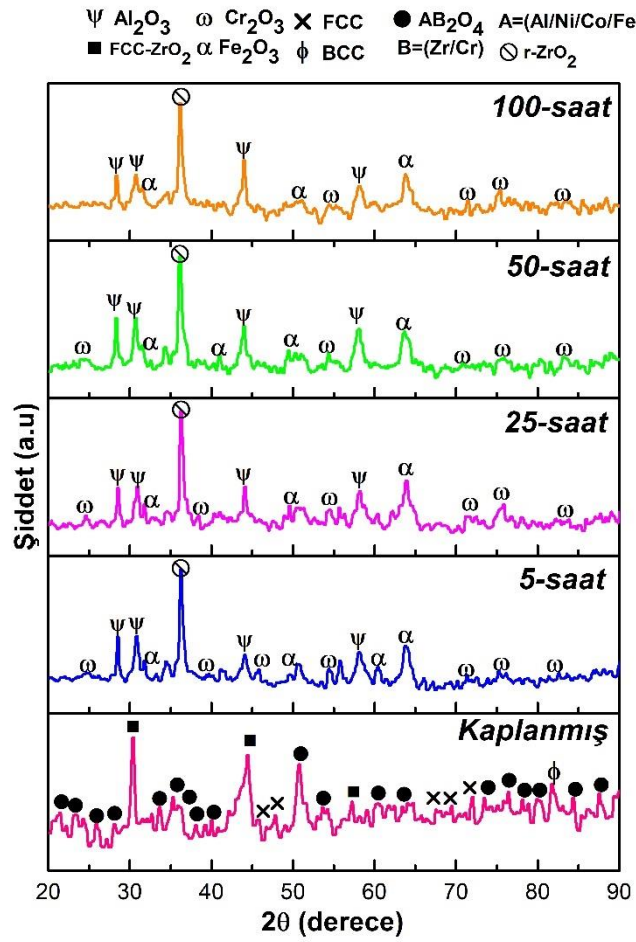 ψ Al₂O₃ ω Cr₂O₃ × FCC ● AB₂O₄ A=(Al/Ni/Co/Fe
■ FCC-ZrO₂ α Fe₂O₃ ϕ BCC B=(Zr/Cr) ⦸ r-ZrO₂
100-saat
ψ ψ α ψ α ω ψ α ω ω ω
50-saat
ω ψ ψ α α ψ α ω ψ α ω ω ω
25-saat
ω ψ ψ α ω ψ α ω ψ α ω ω ω
5-saat
ω ψ ψ α ω ψ ω α ω ψ α α ω ω ω
Kaplanmış
ϕ
Şiddet (a.u)
20 30 40 50 60 70 80 90
2θ (derece)